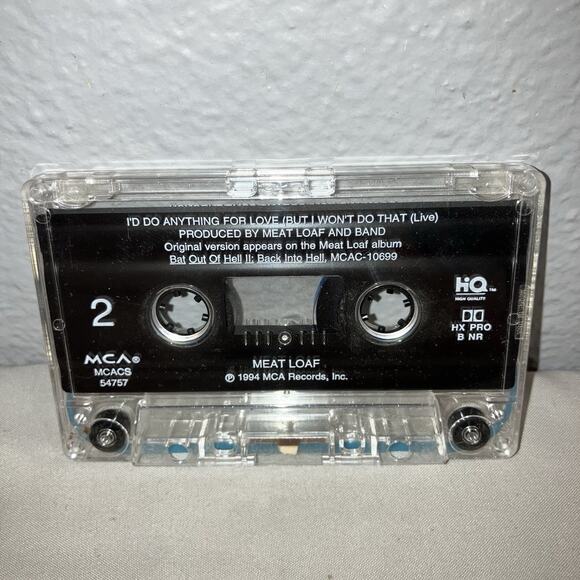 I'D DO ANYTHING FOR LOVE (BUT I WON'T DO THAT (Live)
PRODUCED BY MEAT LOAF AND BAND
Original version appears on the Meat Loaf album
Bat Out Of Hell II: Back Into Hell, MCAC-10699
2
HiQ TM
HIGH QUALITY
HX PRO
B NR
MCA®
MCACS
54757
MEAT LOAF
℗ 1994 MCA Records, Inc.